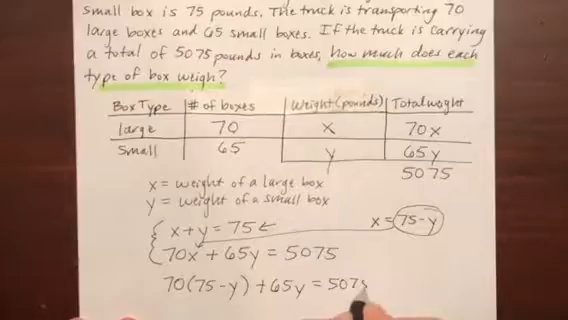 small box is 75 pounds. The truck is transporting 70
large boxes and 65 small boxes. If the truck is carrying
a total of 5075 pounds in boxes, how much does each
type of box weigh?
Box Type # of boxes Weight (pounds) Total weight
large 70 x 70x
small 65 y 65y
5075
x = weight of a large box
y = weight of a small box
x + y = 75 ← x = 75 - y
70x + 65y = 5075
70(75 - y) + 65y = 5075